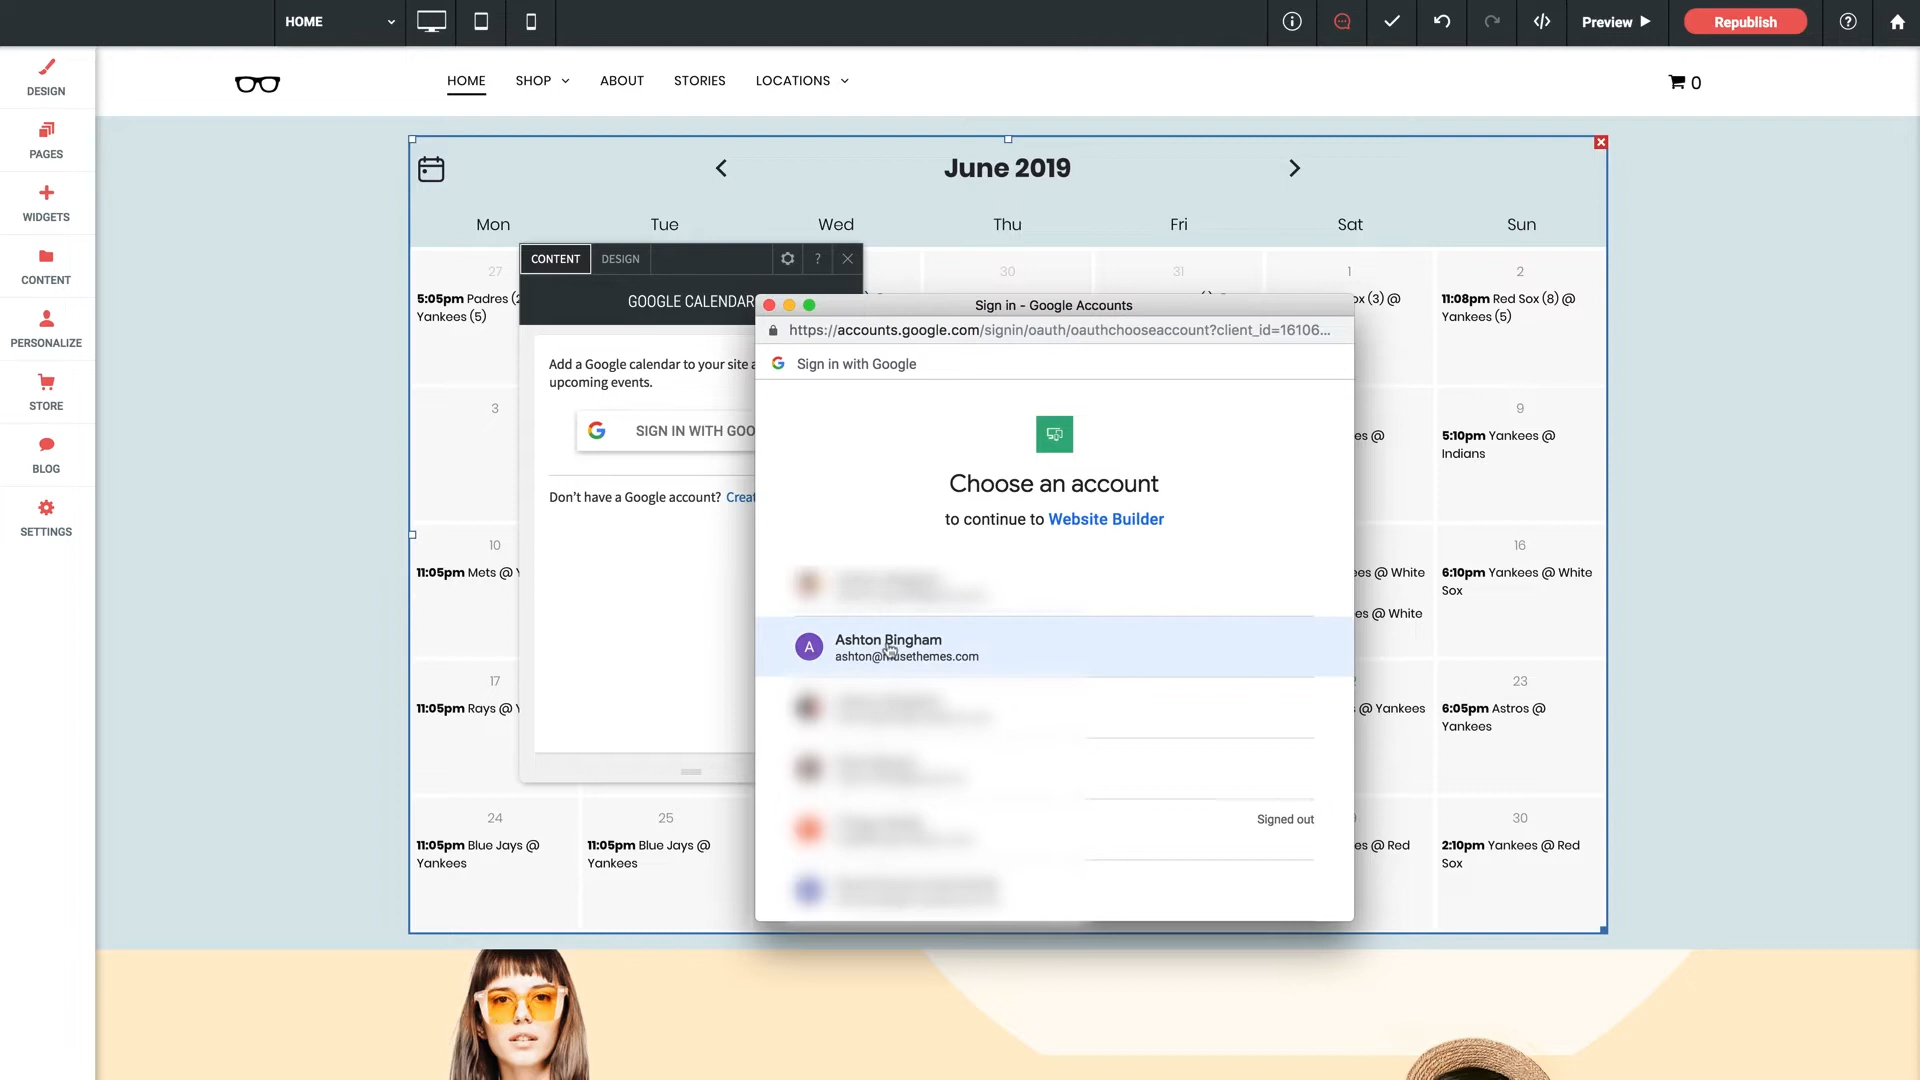 HOME
Preview
Republish
DESIGN
PAGES
WIDGETS
CONTENT
PERSONALIZE
STORE
BLOG
SETTINGS
HOME SHOP ABOUT STORIES LOCATIONS
0
June 2019
Mon Tue Wed Thu Fri Sat Sun
27 30 31 1 2
5:05pm Padres
Yankees (5)
(3) @
11:08pm Red Sox (8) @
Yankees (5)
CONTENT DESIGN ?
GOOGLE CALENDAR
Add a Google calendar to your site
upcoming events.
G SIGN IN WITH
Don't have a Google account?
Sign in - Google Accounts
https://accounts.google.com/signin/oauth/oauthchooseaccount?client_id=16106...
G Sign in with Google
Choose an account
to continue to Website Builder
A
Ashton Bingham
Signed out
3 9
@
5:10pm Yankees @
Indians
10 16
11:05pm Mets @
@ White
@ White
6:10pm Yankees @ White
Sox
17 23
11:05pm Rays @
@ Yankees
6:05pm Astros @
Yankees
24 25 30
11:05pm Blue Jays @
Yankees
11:05pm Blue Jays @
Yankees
@ Red
2:10pm Yankees @ Red
Sox